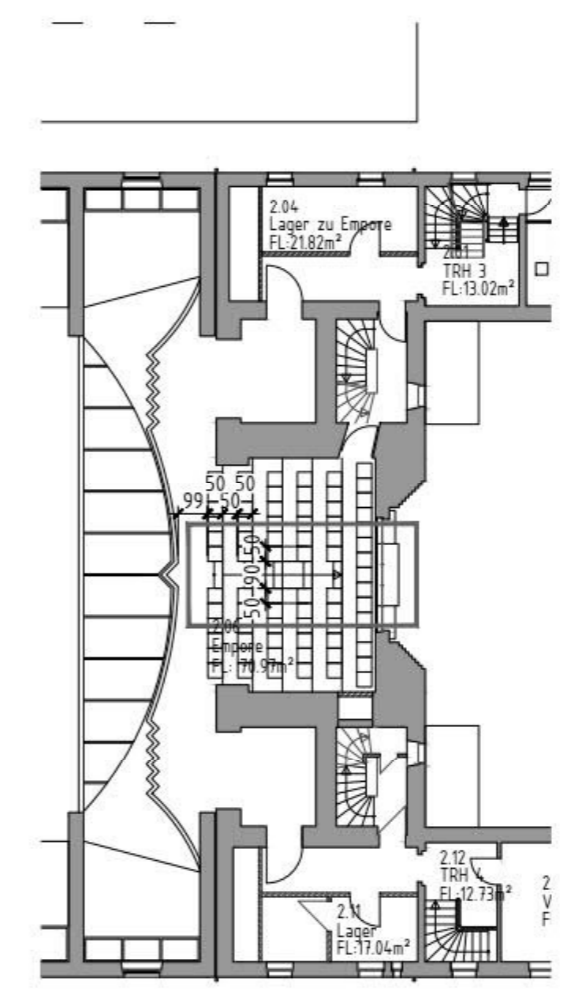 2.04
Lager zu Empore
FL:21.82m²
2.01
TRH 3
FL:13.02m²
50 50
99 50
50
90
50
2.06
Empore
FL: 70.97m²
2.12
TRH 4
FL:12.73m²
2
V
F
2.11
Lager
FL:17.04m²